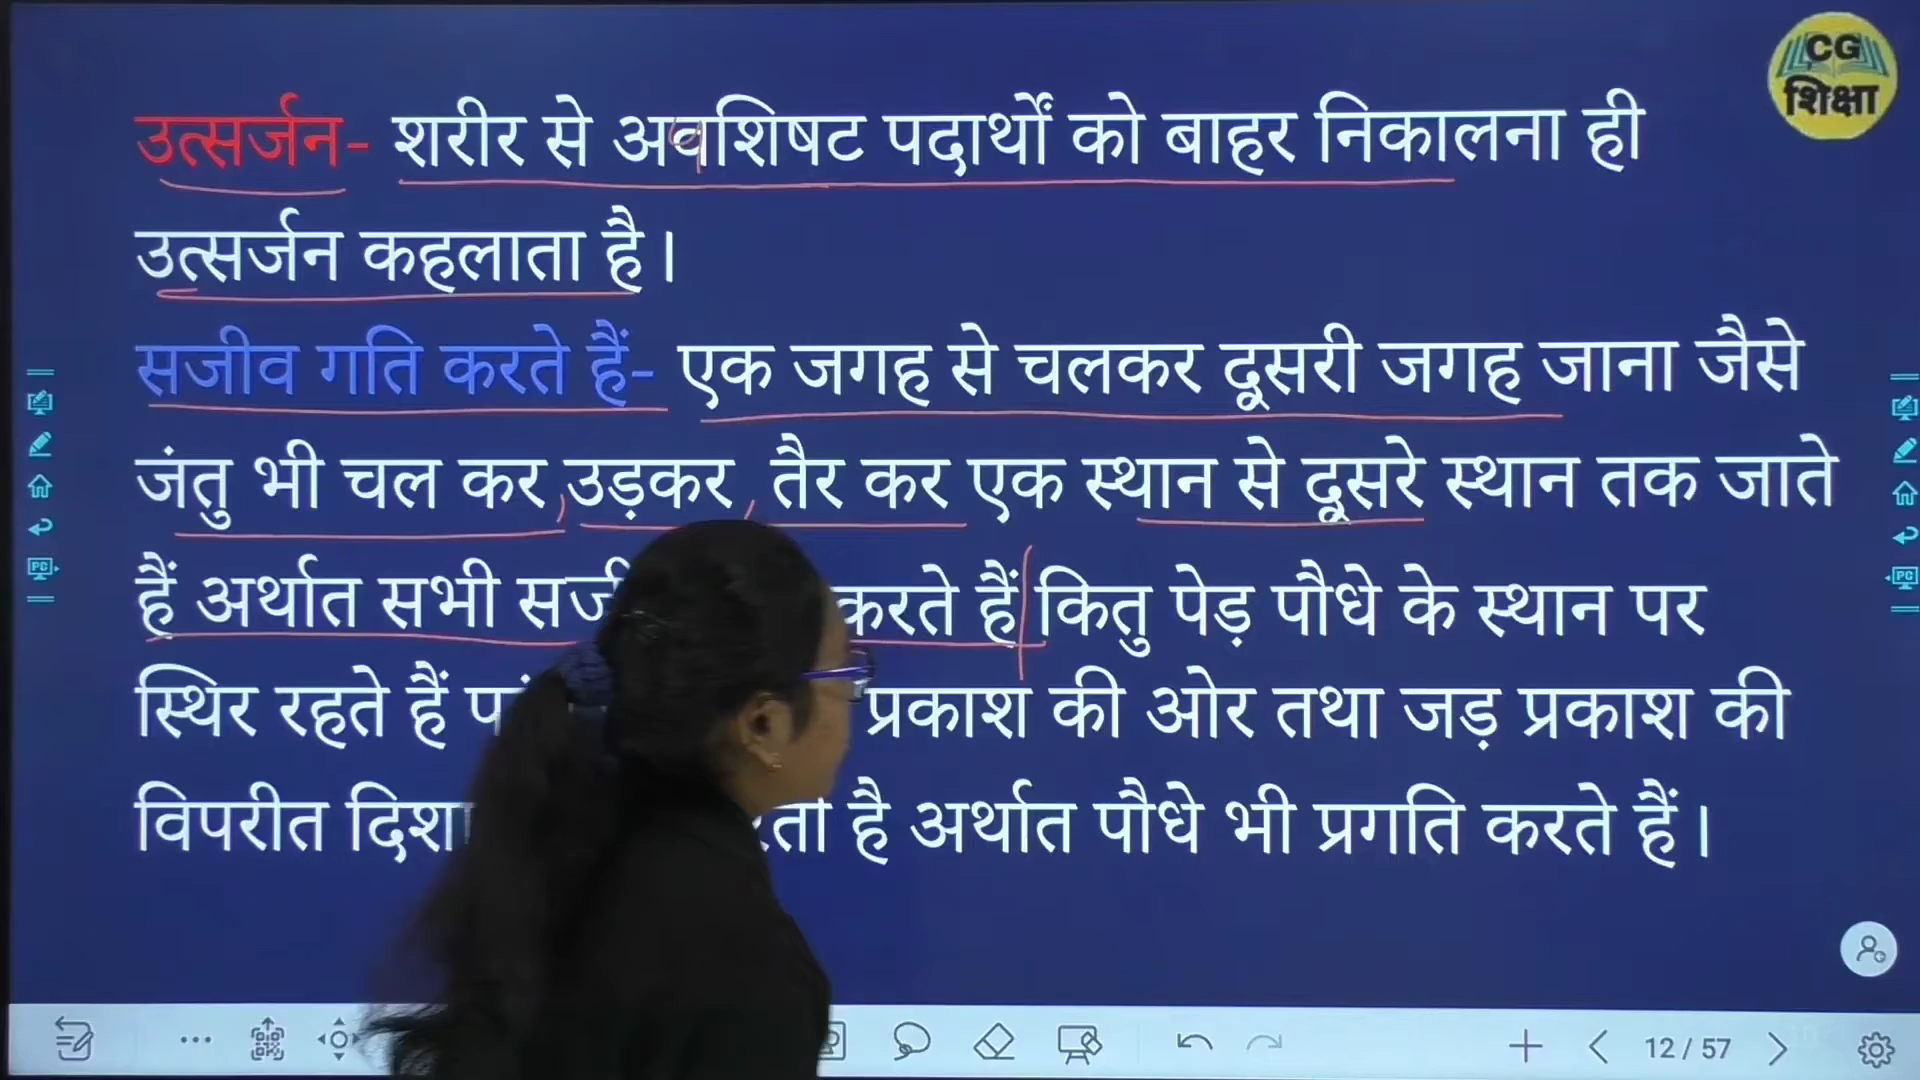 CG
शिक्षा
उत्सर्जन- शरीर से अवशिषट पदार्थों को बाहर निकालना ही
उत्सर्जन कहलाता है।
सजीव गति करते हैं- एक जगह से चलकर दूसरी जगह जाना जैसे
जंतु भी चल कर, उड़कर, तैर कर एक स्थान से दूसरे स्थान तक जाते
हैं अर्थात सभी करते हैं किंतु पेड़ पौधे के स्थान पर
स्थिर रहते हैं प्रकाश की ओर तथा जड़ प्रकाश की
विपरीत है अर्थात पौधे भी प्रगति करते हैं।
12 / 57